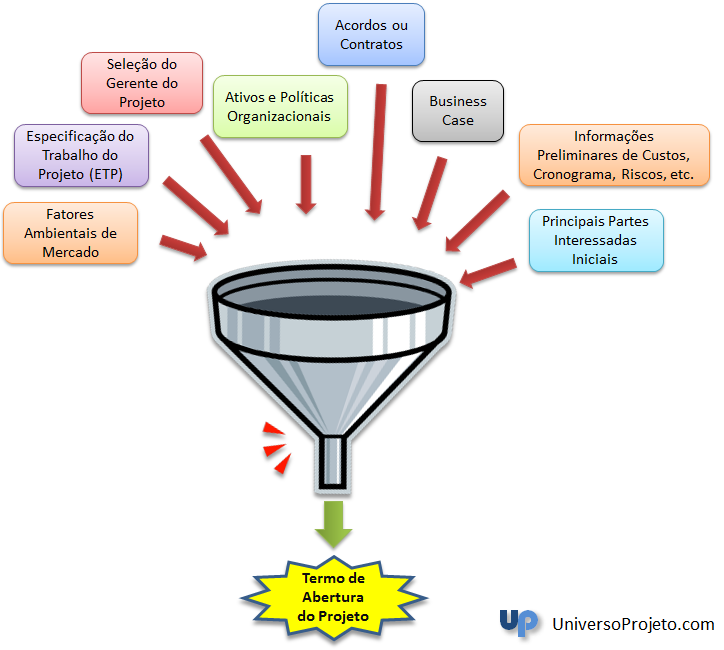 Acordos ou
Contratos
Seleção do
Gerente do
Projeto
Ativos e Políticas
Organizacionais
Business
Case
Especificação do
Trabalho do
Projeto (ETP)
Informações
Preliminares de Custos,
Cronograma, Riscos, etc.
Fatores
Ambientais de
Mercado
Principais Partes
Interessadas
Iniciais
Termo de
Abertura
do Projeto
UP UniversoProjeto.com